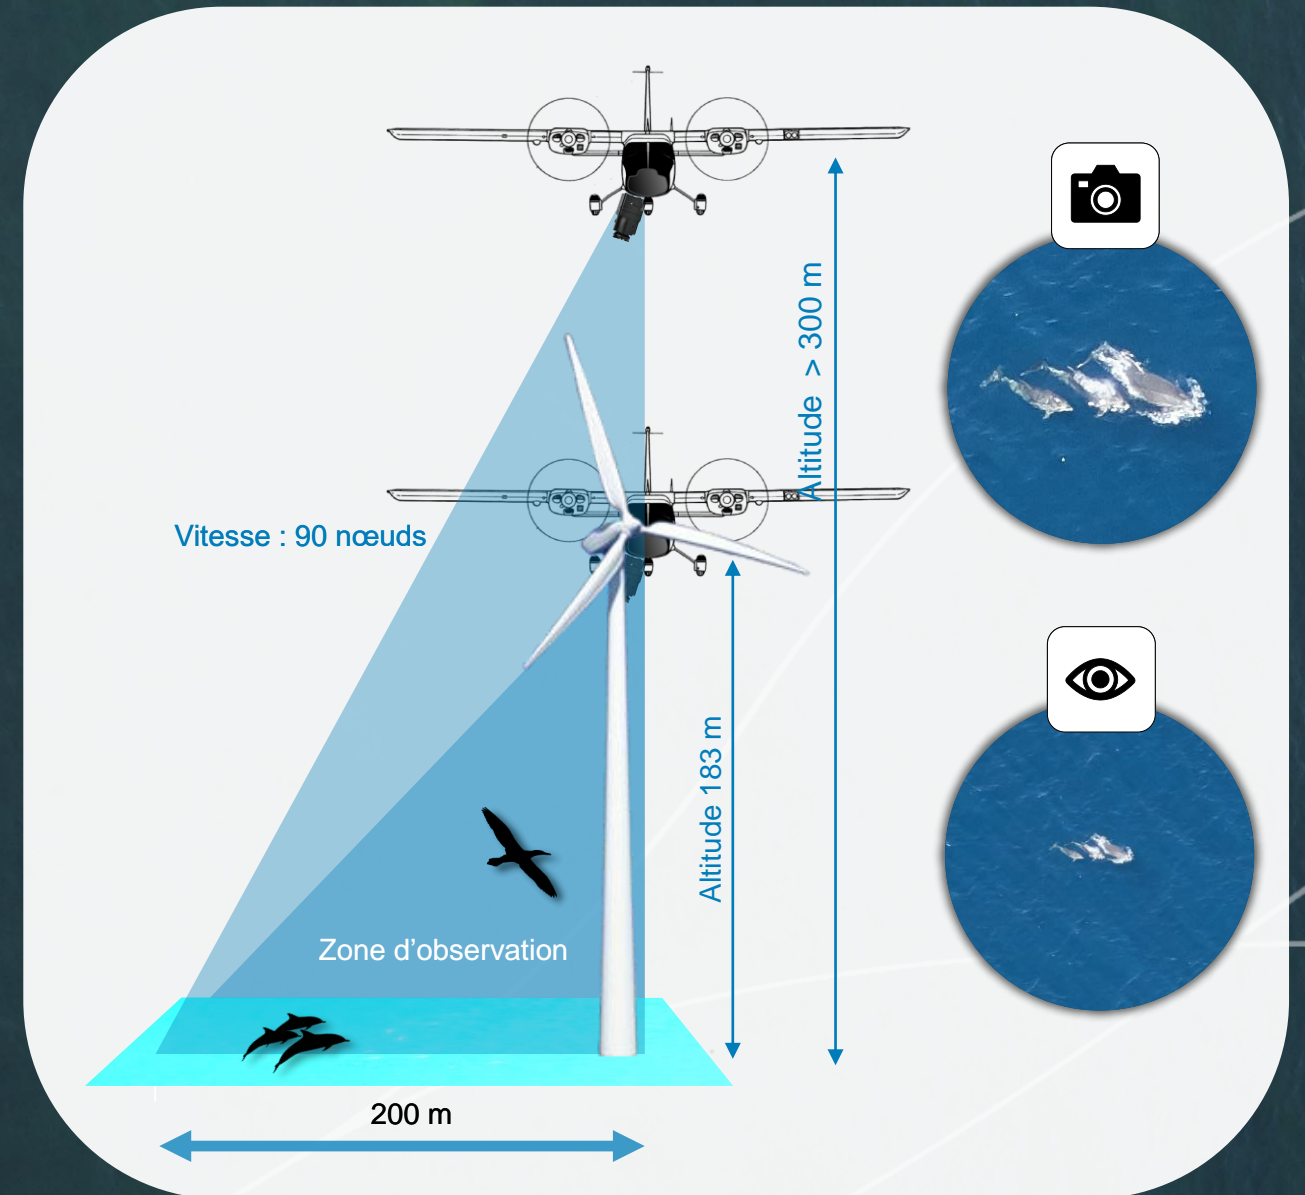 Altitude > 300 m
Vitesse : 90 nœuds
Altitude 183 m
Zone d'observation
200 m